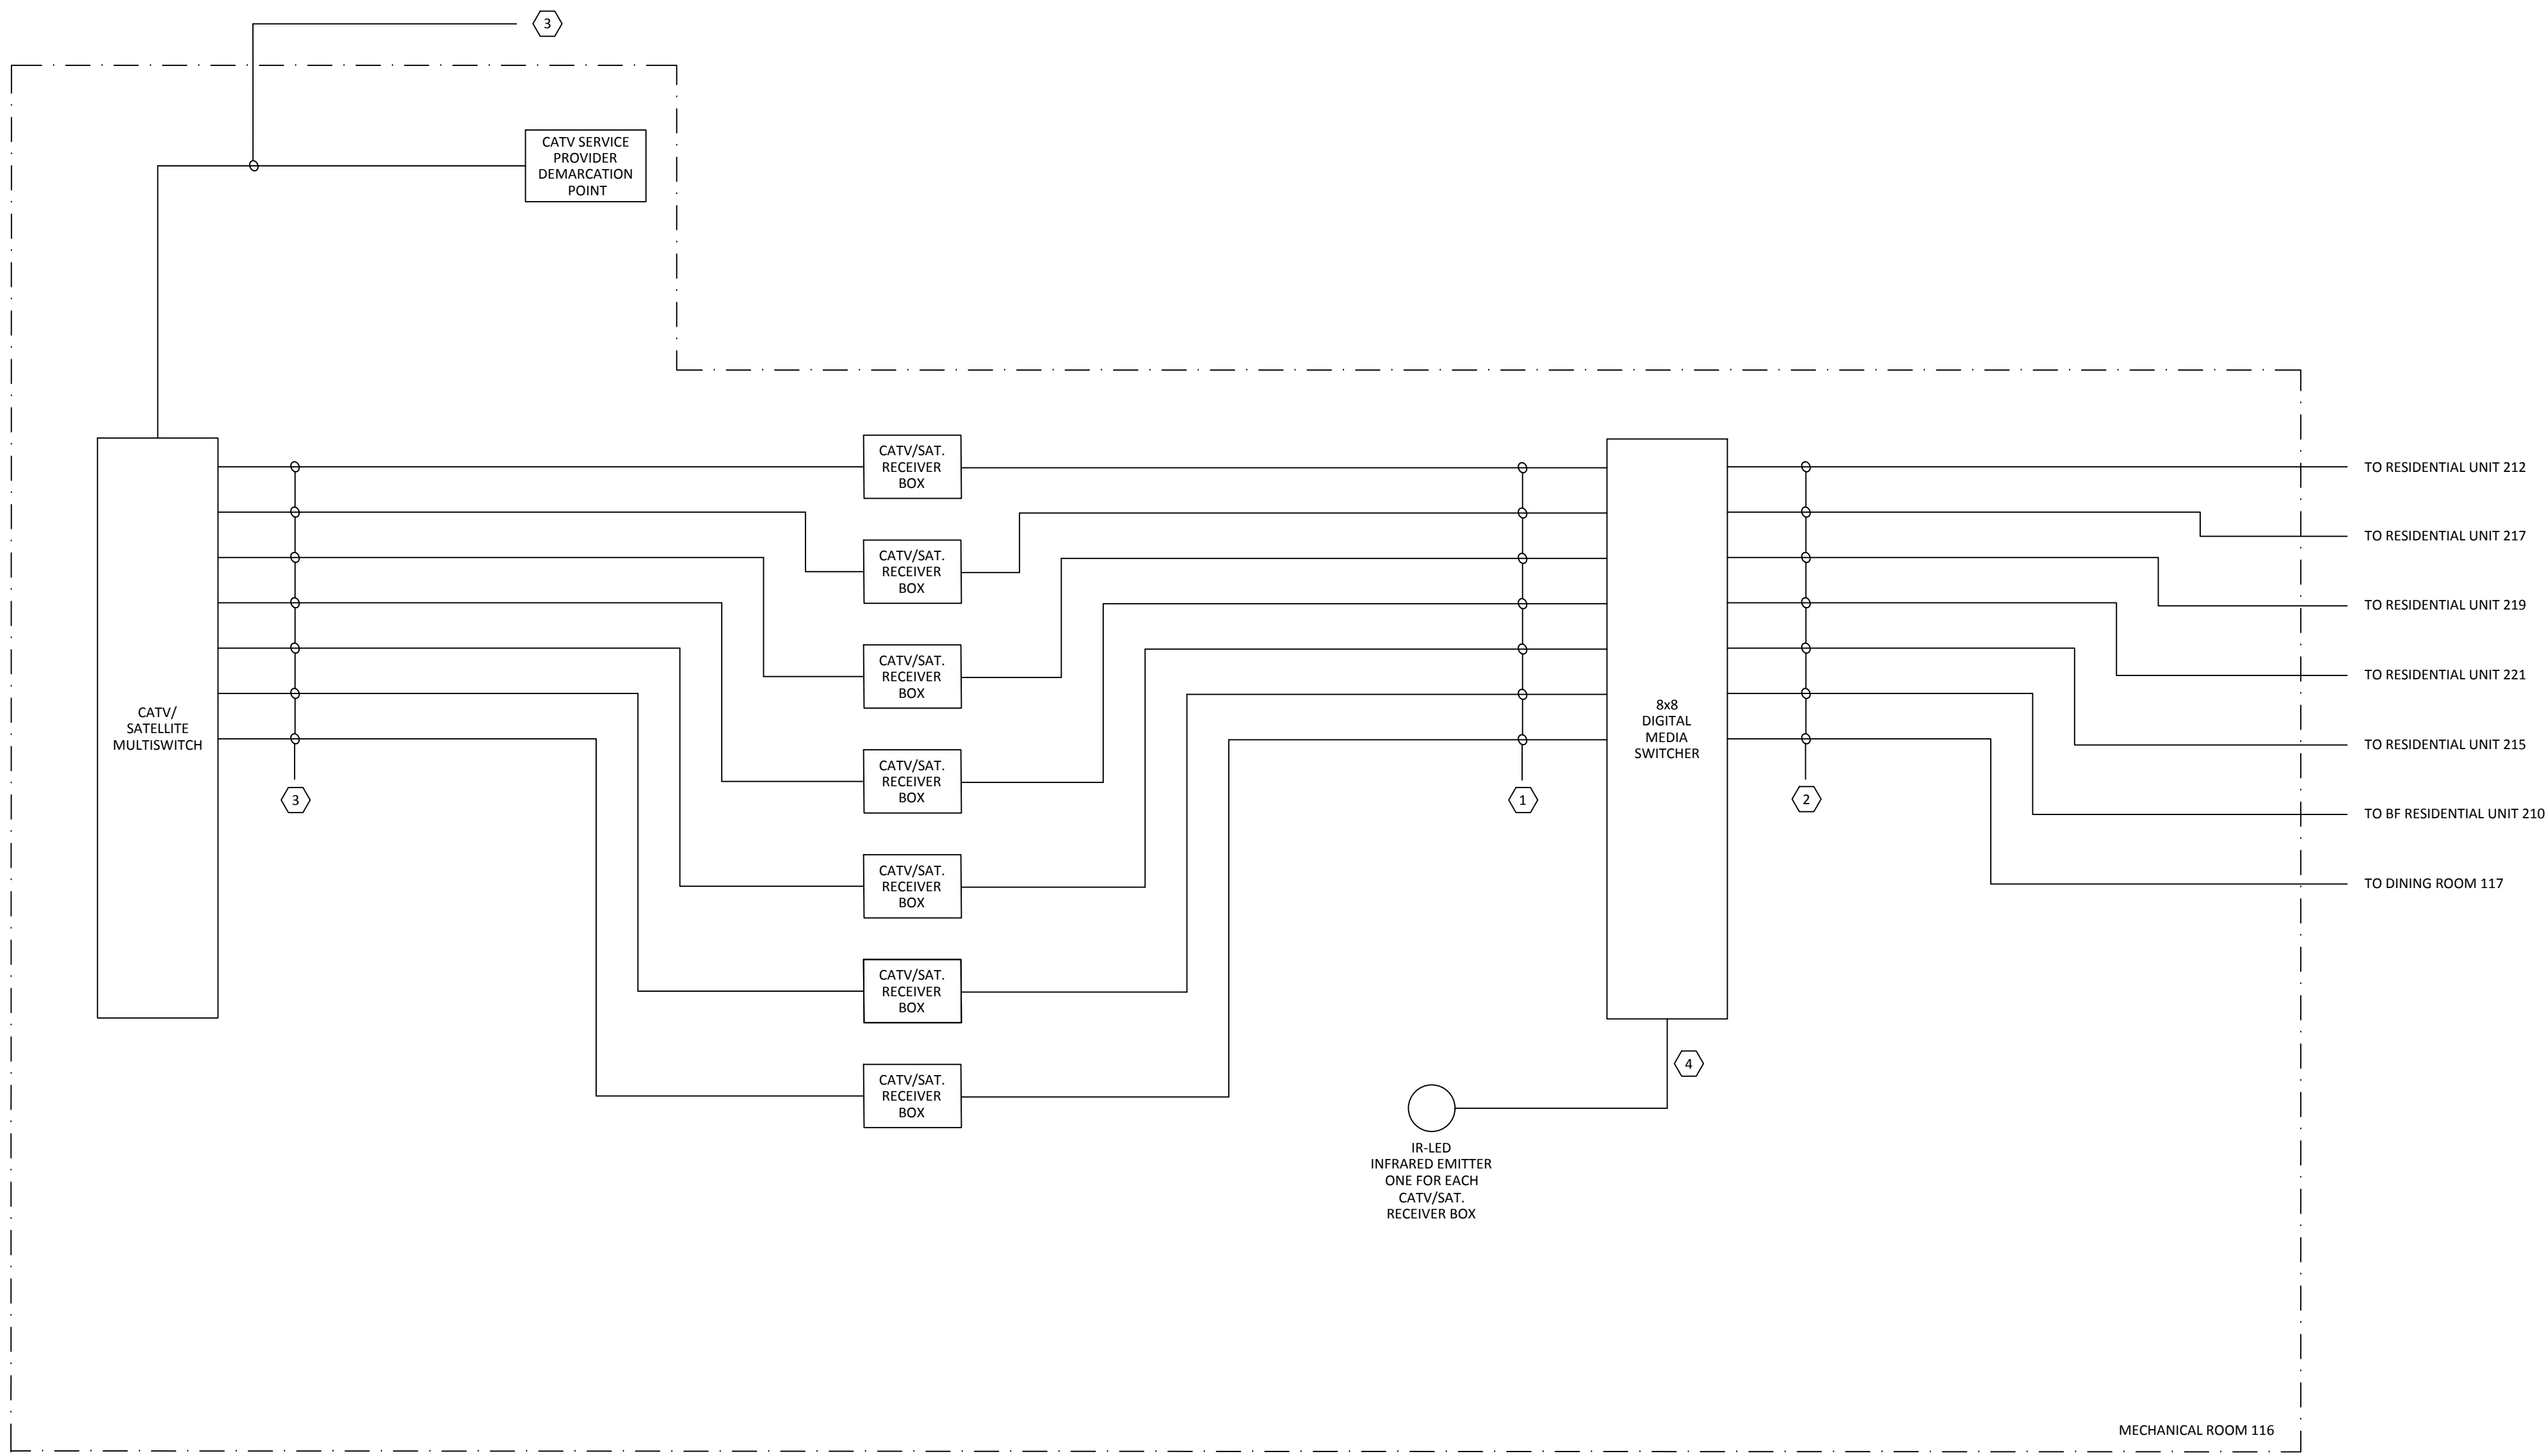 3
CATV SERVICE
PROVIDER
DEMARCATION
POINT
CATV/
SATELLITE
MULTISWITCH
3
CATV/SAT.
RECEIVER
BOX
CATV/SAT.
RECEIVER
BOX
CATV/SAT.
RECEIVER
BOX
CATV/SAT.
RECEIVER
BOX
CATV/SAT.
RECEIVER
BOX
CATV/SAT.
RECEIVER
BOX
CATV/SAT.
RECEIVER
BOX
1
8x8
DIGITAL
MEDIA
SWITCHER
2
4
IR-LED
INFRARED EMITTER
ONE FOR EACH
CATV/SAT.
RECEIVER BOX
TO RESIDENTIAL UNIT 212
TO RESIDENTIAL UNIT 217
TO RESIDENTIAL UNIT 219
TO RESIDENTIAL UNIT 221
TO RESIDENTIAL UNIT 215
TO BF RESIDENTIAL UNIT 210
TO DINING ROOM 117
MECHANICAL ROOM 116